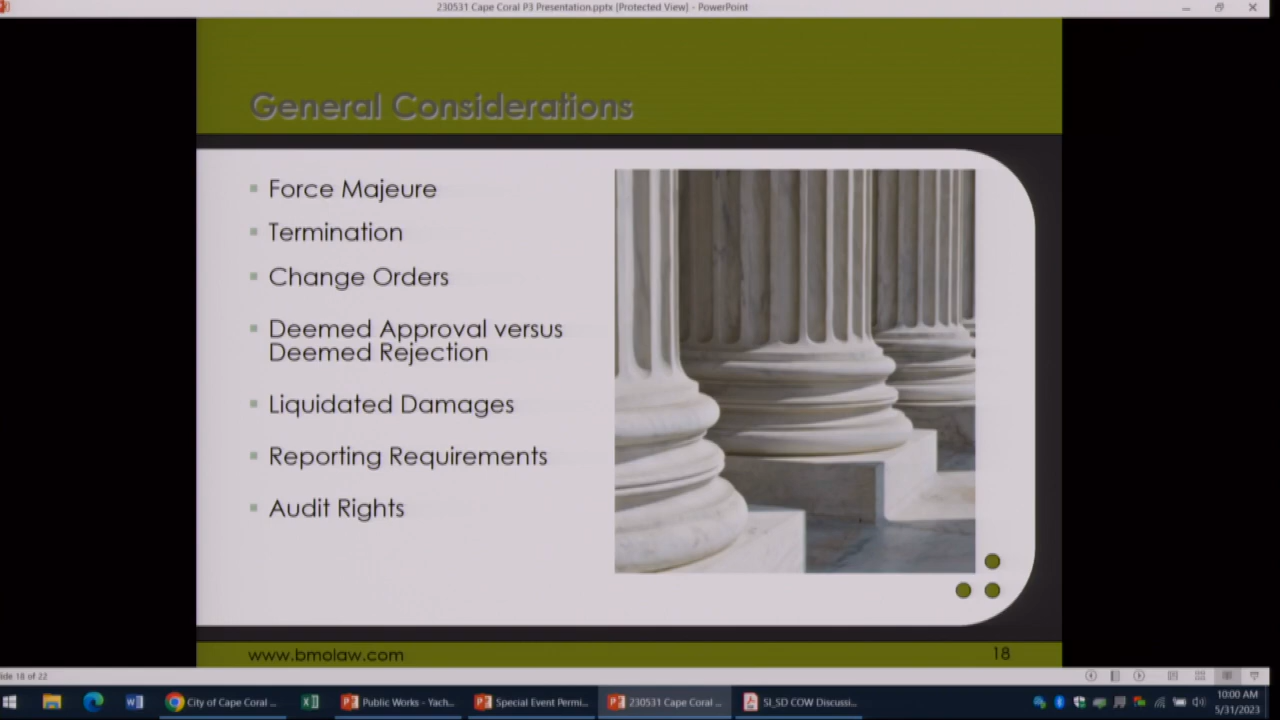 230531 Cape Coral P3 Presentation.pptx [Protected View] - PowerPoint
General Considerations
Force Majeure
Termination
Change Orders
Deemed Approval versus
Deemed Rejection
Liquidated Damages
Reporting Requirements
Audit Rights
www.bmolaw.com
18
ide 18 of 22
City of Cape Coral ...
Public Works - Yach...
Special Event Permi...
230531 Cape Coral ...
SI_SD COW Discussi...
10:00 AM
5/31/2023